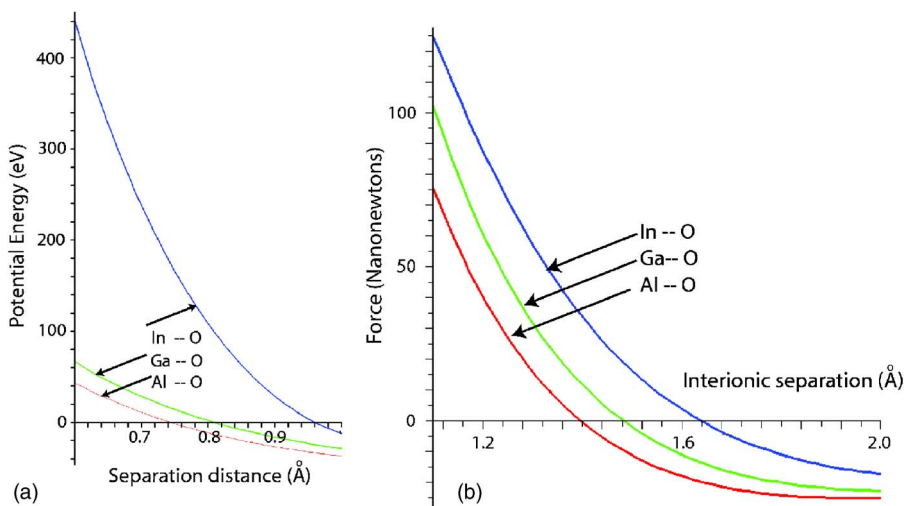 400
300
200
100
0
Potential Energy (eV)
In -- O
Ga -- O
Al -- O
0.7
0.8
0.9
Separation distance (Å)
(a)
100
50
0
Force (Nanonewtons)
In -- O
Ga-- O
Al -- O
Interionic separation (Å)
1.2
1.6
2.0
(b)